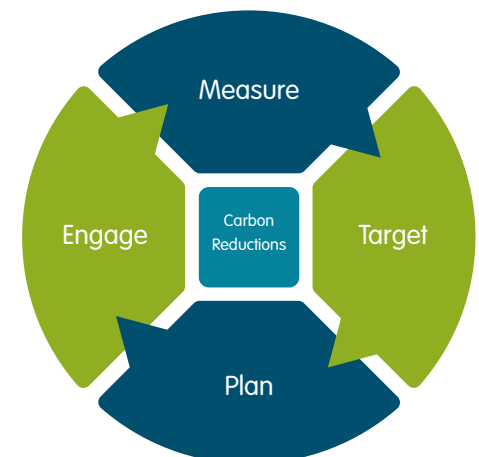 Measure
Engage
Carbon
Reductions
Target
Plan